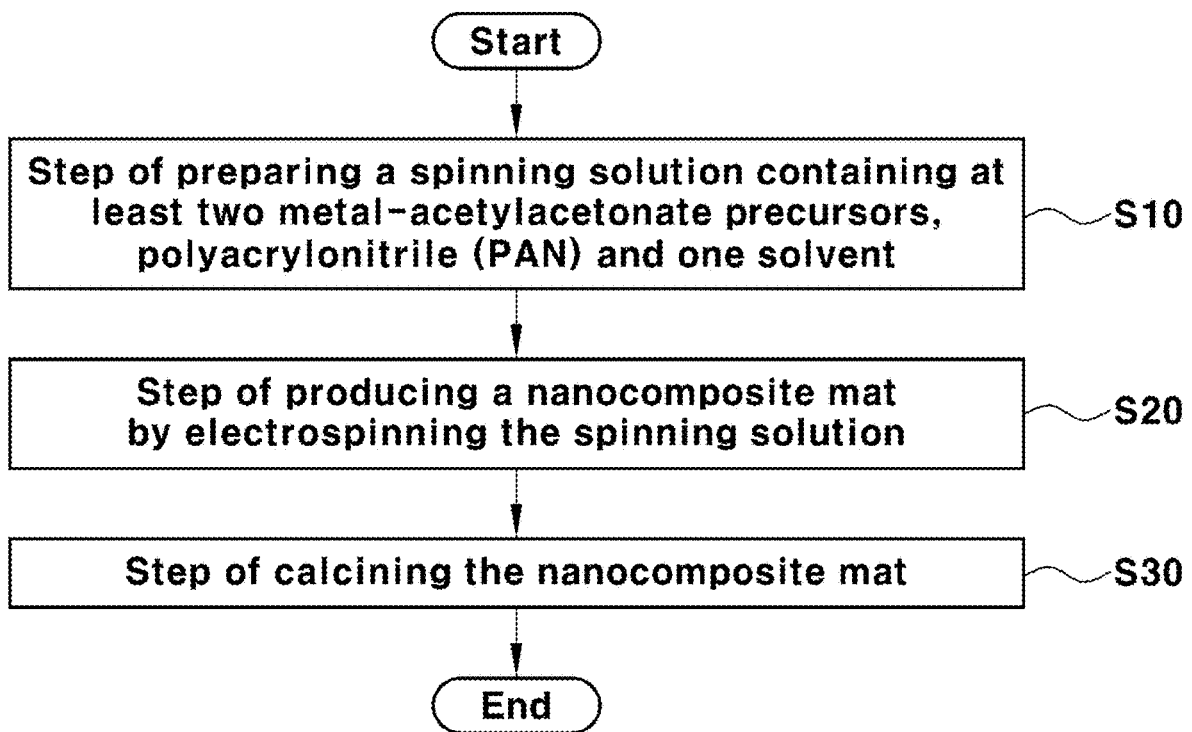 Start
Step of preparing a spinning solution containing at
least two metal-acetylacetonate precursors,
polyacrylonitrile (PAN) and one solvent
S10
Step of producing a nanocomposite mat
by electrospinning the spinning solution
S20
Step of calcining the nanocomposite mat
S30
End